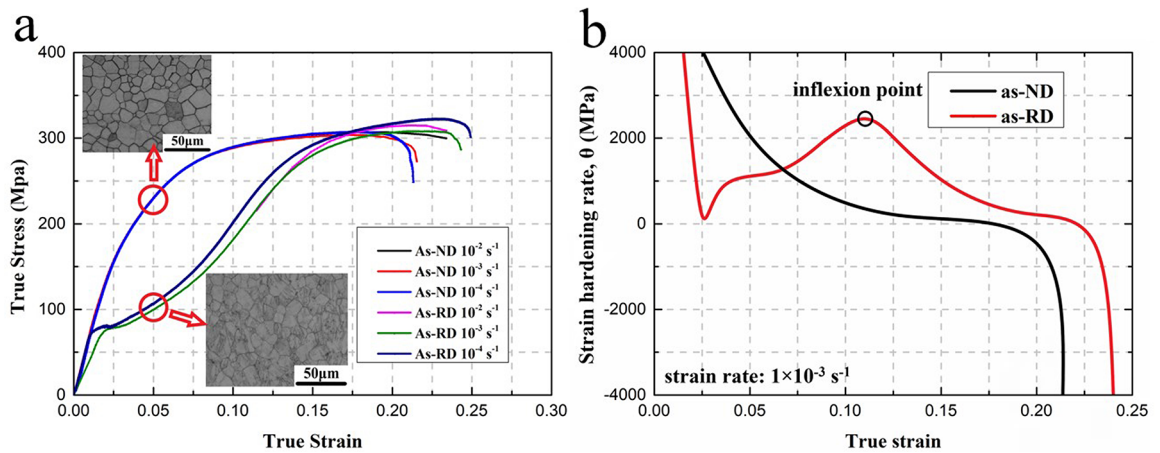 a
400
300
200
100
0
True Stress (Mpa)
50μm
50μm
As-ND 10⁻² s⁻¹
As-ND 10⁻³ s⁻¹
As-ND 10⁻⁴ s⁻¹
As-RD 10⁻² s⁻¹
As-RD 10⁻³ s⁻¹
As-RD 10⁻⁴ s⁻¹
0.00 0.05 0.10 0.15 0.20 0.25 0.30
True Strain
b
4000
2000
0
-2000
-4000
Strain hardening rate, θ (MPa)
inflexion point
as-ND
as-RD
strain rate: 1×10⁻³ s⁻¹
0.00 0.05 0.10 0.15 0.20 0.25
True strain